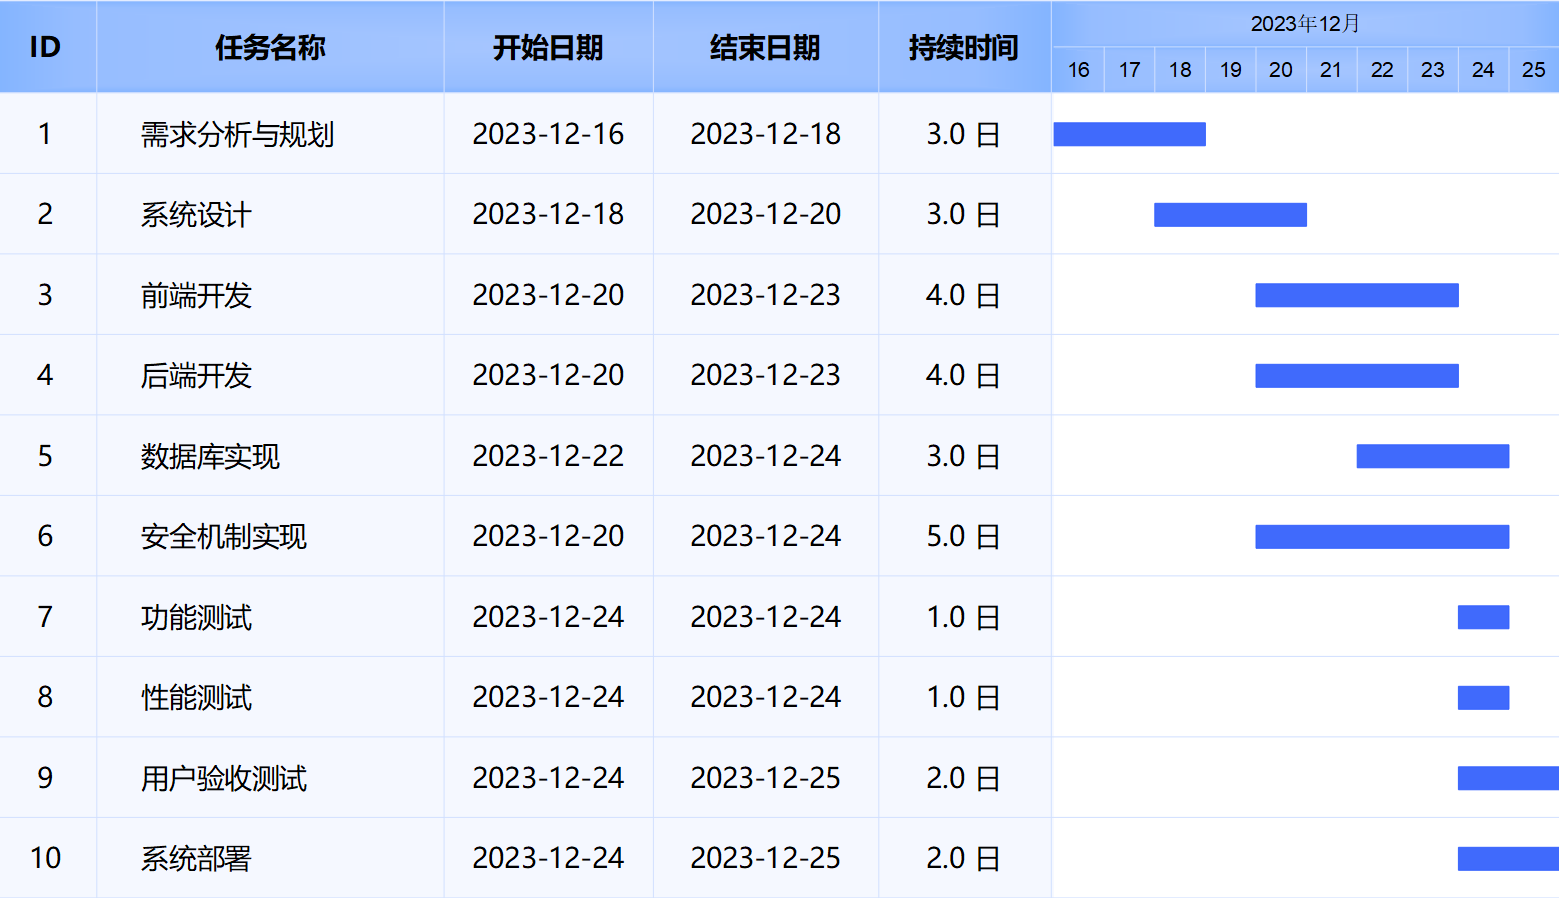 ID 任务名称 开始日期 结束日期 持续时间 2023年12月
16 17 18 19 20 21 22 23 24 25
1 需求分析与规划 2023-12-16 2023-12-18 3.0 日
2 系统设计 2023-12-18 2023-12-20 3.0 日
3 前端开发 2023-12-20 2023-12-23 4.0 日
4 后端开发 2023-12-20 2023-12-23 4.0 日
5 数据库实现 2023-12-22 2023-12-24 3.0 日
6 安全机制实现 2023-12-20 2023-12-24 5.0 日
7 功能测试 2023-12-24 2023-12-24 1.0 日
8 性能测试 2023-12-24 2023-12-24 1.0 日
9 用户验收测试 2023-12-24 2023-12-25 2.0 日
10 系统部署 2023-12-24 2023-12-25 2.0 日